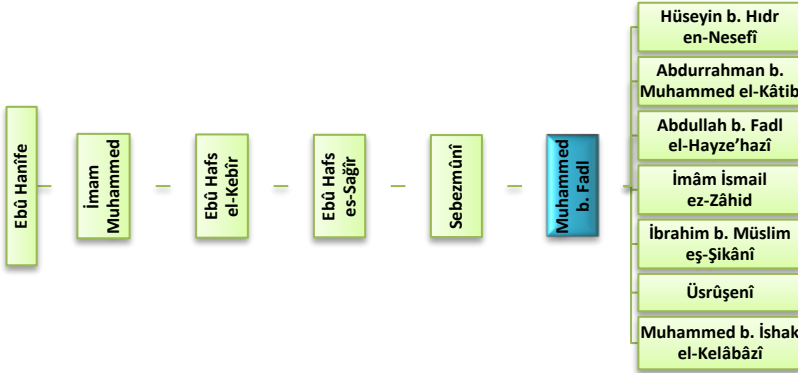 Ebû Hanîfe
İmam
Muhammed
Ebû Hafs
el-Kebîr
Ebû Hafs
es-Sağîr
Sebezmûnî
Muhammed
b. Fadl
Hüseyin b. Hıdr
en-Nesefî
Abdurrahman b.
Muhammed el-Kâtib
Abdullah b. Fadl
el-Hayze’hazî
İmâm İsmail
ez-Zâhid
İbrahim b. Müslim
eş-Şikânî
Üsrûşenî
Muhammed b. İshak
el-Kelâbâzî